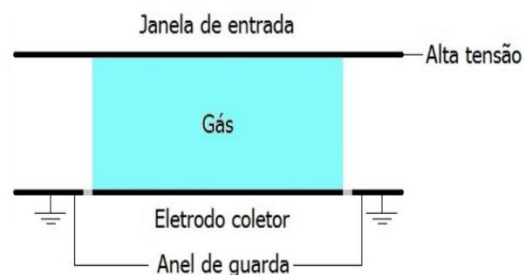 Janela de entrada
Alta tensão
Gás
Eletrodo coletor
Anel de guarda